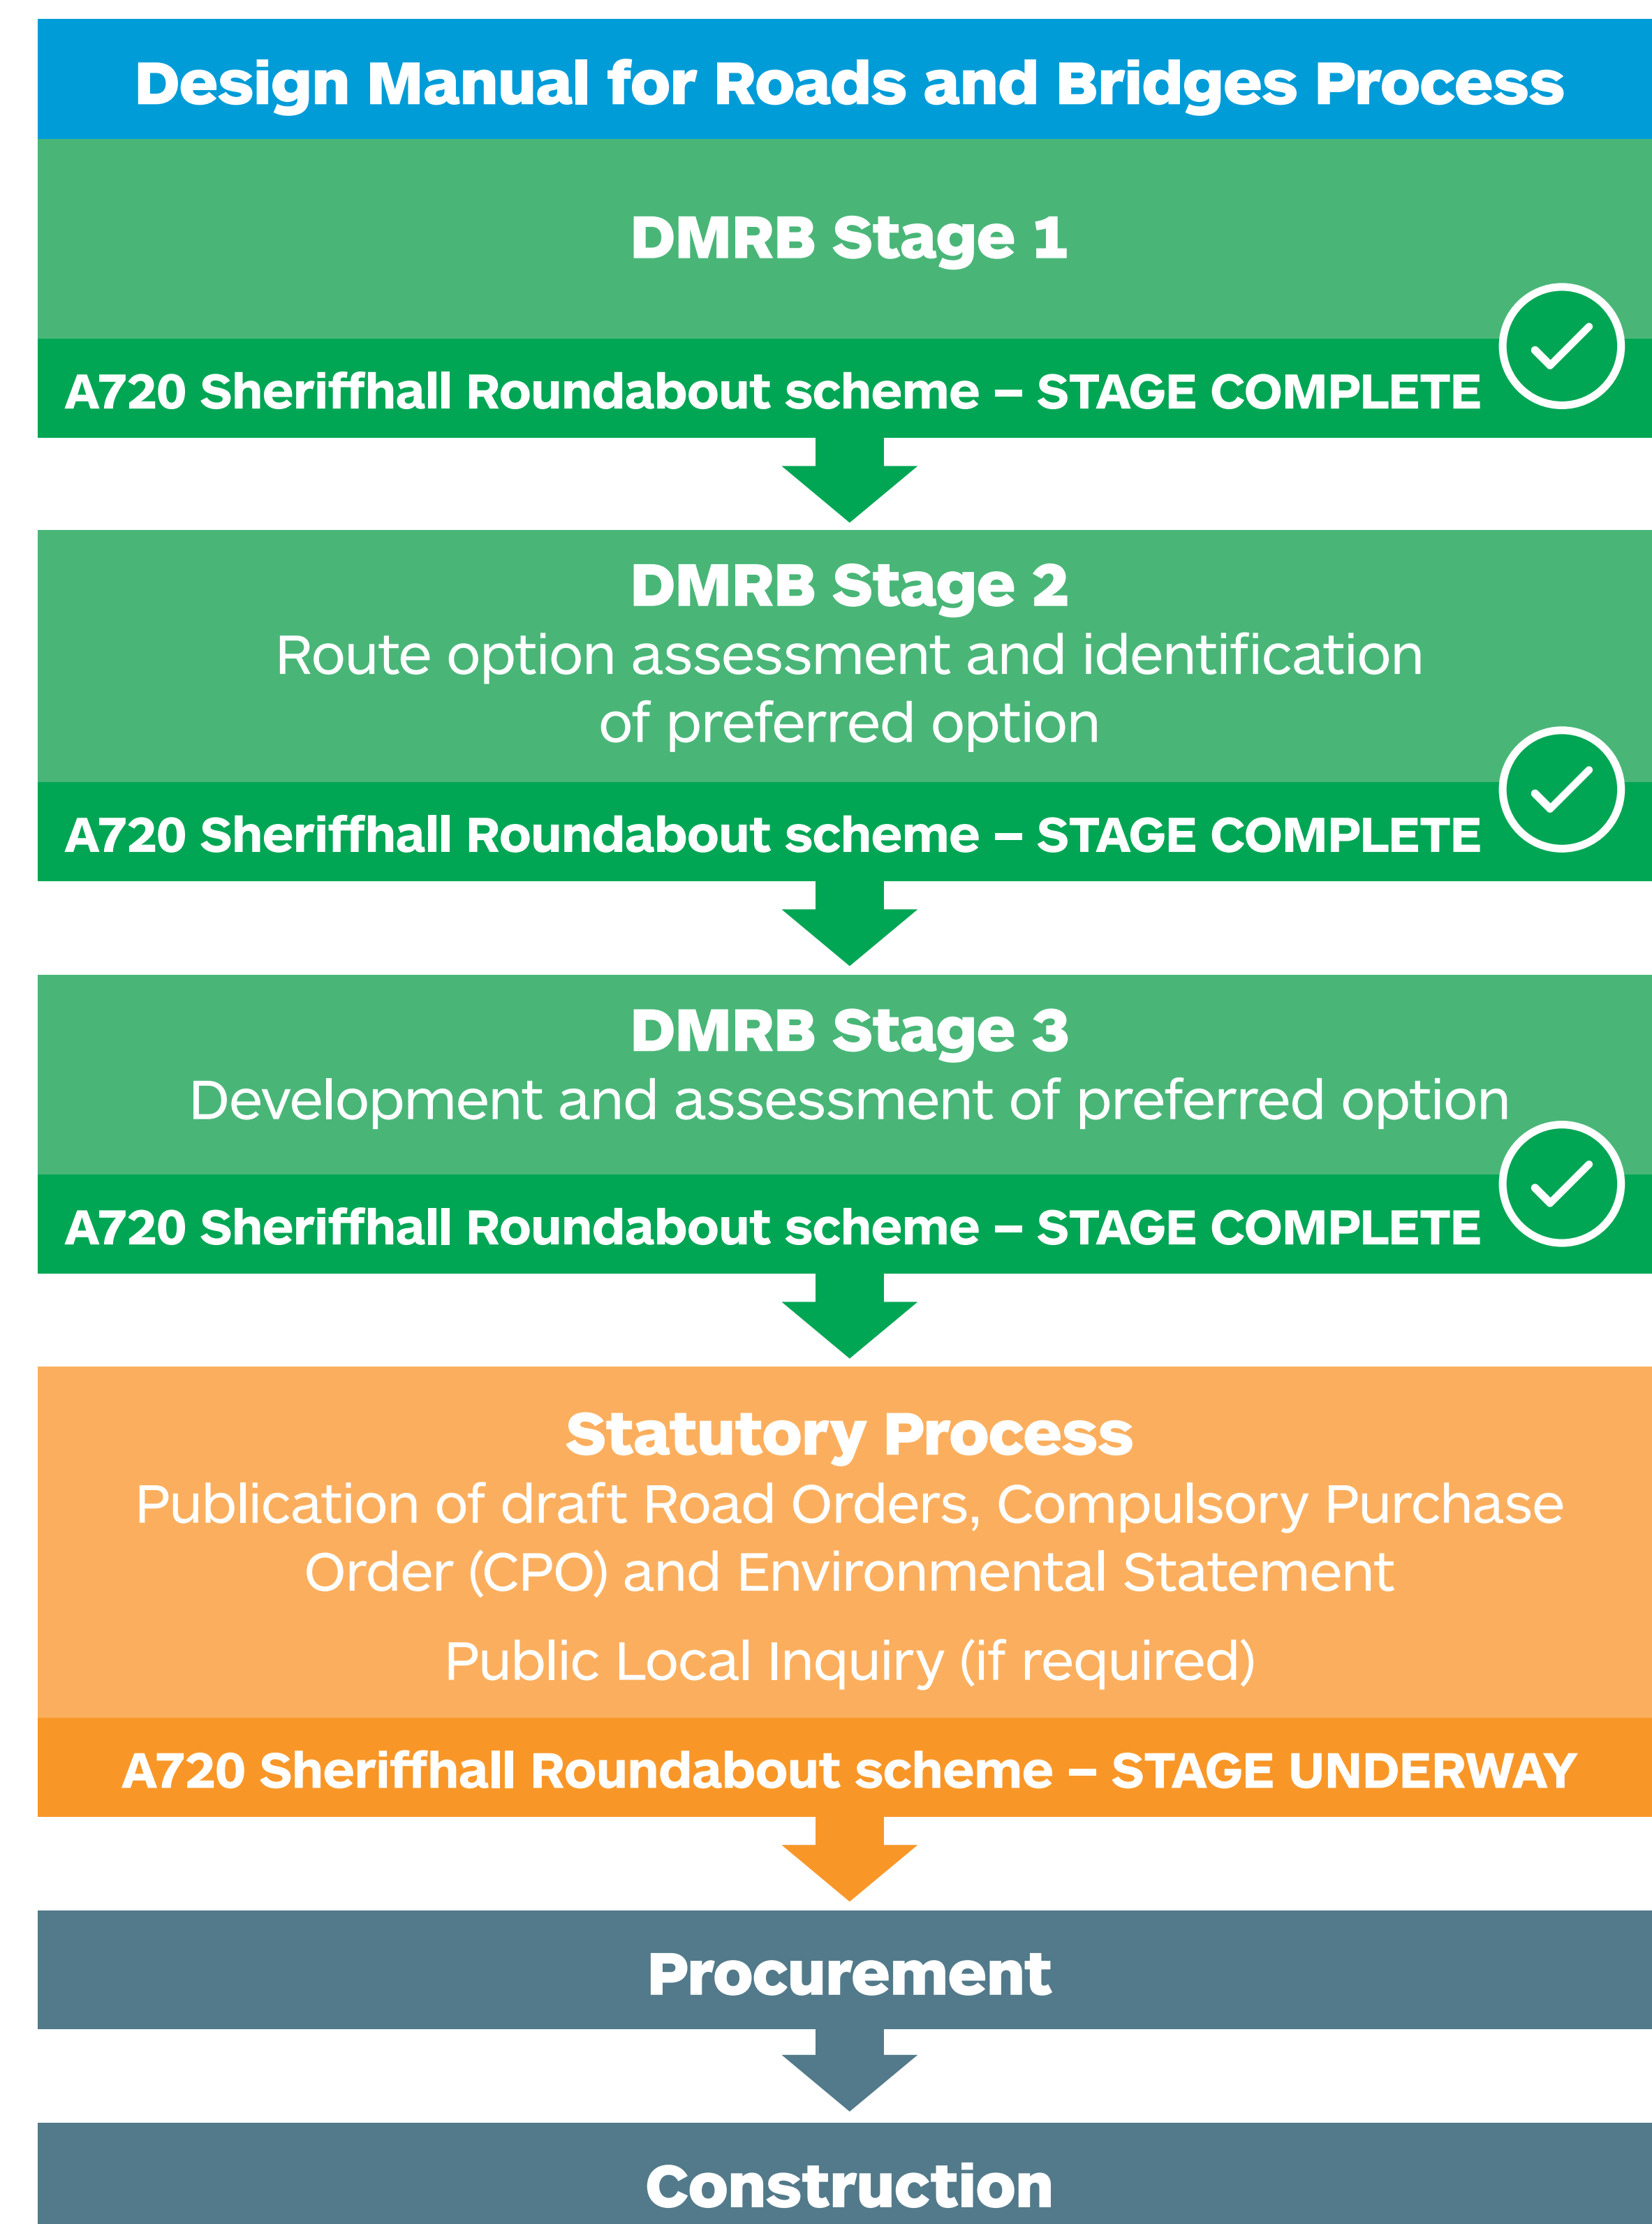 Design Manual for Roads and Bridges Process
DMRB Stage 1
A720 Sheriffhall Roundabout scheme – STAGE COMPLETE
DMRB Stage 2
Route option assessment and identification
of preferred option
A720 Sheriffhall Roundabout scheme – STAGE COMPLETE
DMRB Stage 3
Development and assessment of preferred option
A720 Sheriffhall Roundabout scheme – STAGE COMPLETE
Statutory Process
Publication of draft Road Orders, Compulsory Purchase
Order (CPO) and Environmental Statement
Public Local Inquiry (if required)
A720 Sheriffhall Roundabout scheme – STAGE UNDERWAY
Procurement
Construction